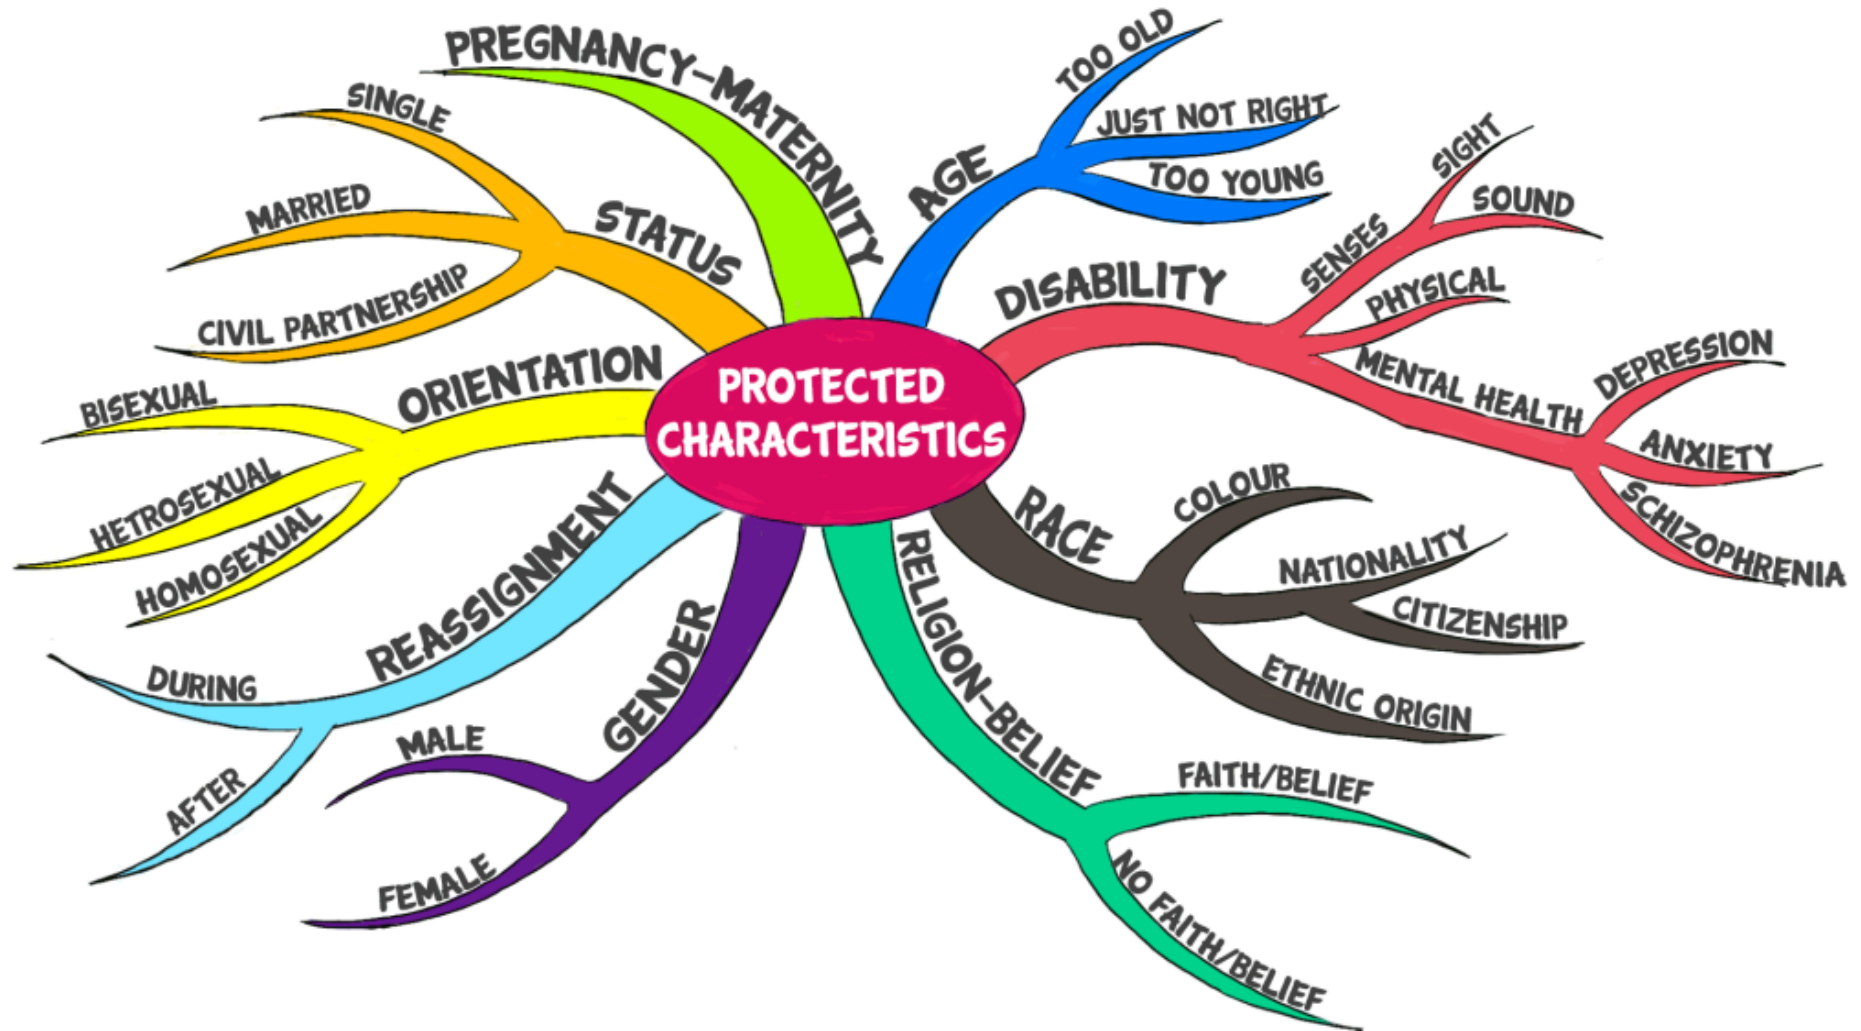 PROTECTED
CHARACTERISTICS
AGE
TOO OLD
JUST NOT RIGHT
TOO YOUNG
DISABILITY
SENSES
SIGHT
SOUND
PHYSICAL
MENTAL HEALTH
DEPRESSION
ANXIETY
SCHIZOPHRENIA
RACE
COLOUR
NATIONALITY
CITIZENSHIP
ETHNIC ORIGIN
RELIGION-BELIEF
FAITH/BELIEF
NO FAITH/BELIEF
GENDER
MALE
FEMALE
REASSIGNMENT
DURING
AFTER
ORIENTATION
BISEXUAL
HETROSEXUAL
HOMOSEXUAL
STATUS
SINGLE
MARRIED
CIVIL PARTNERSHIP
PREGNANCY-MATERNITY